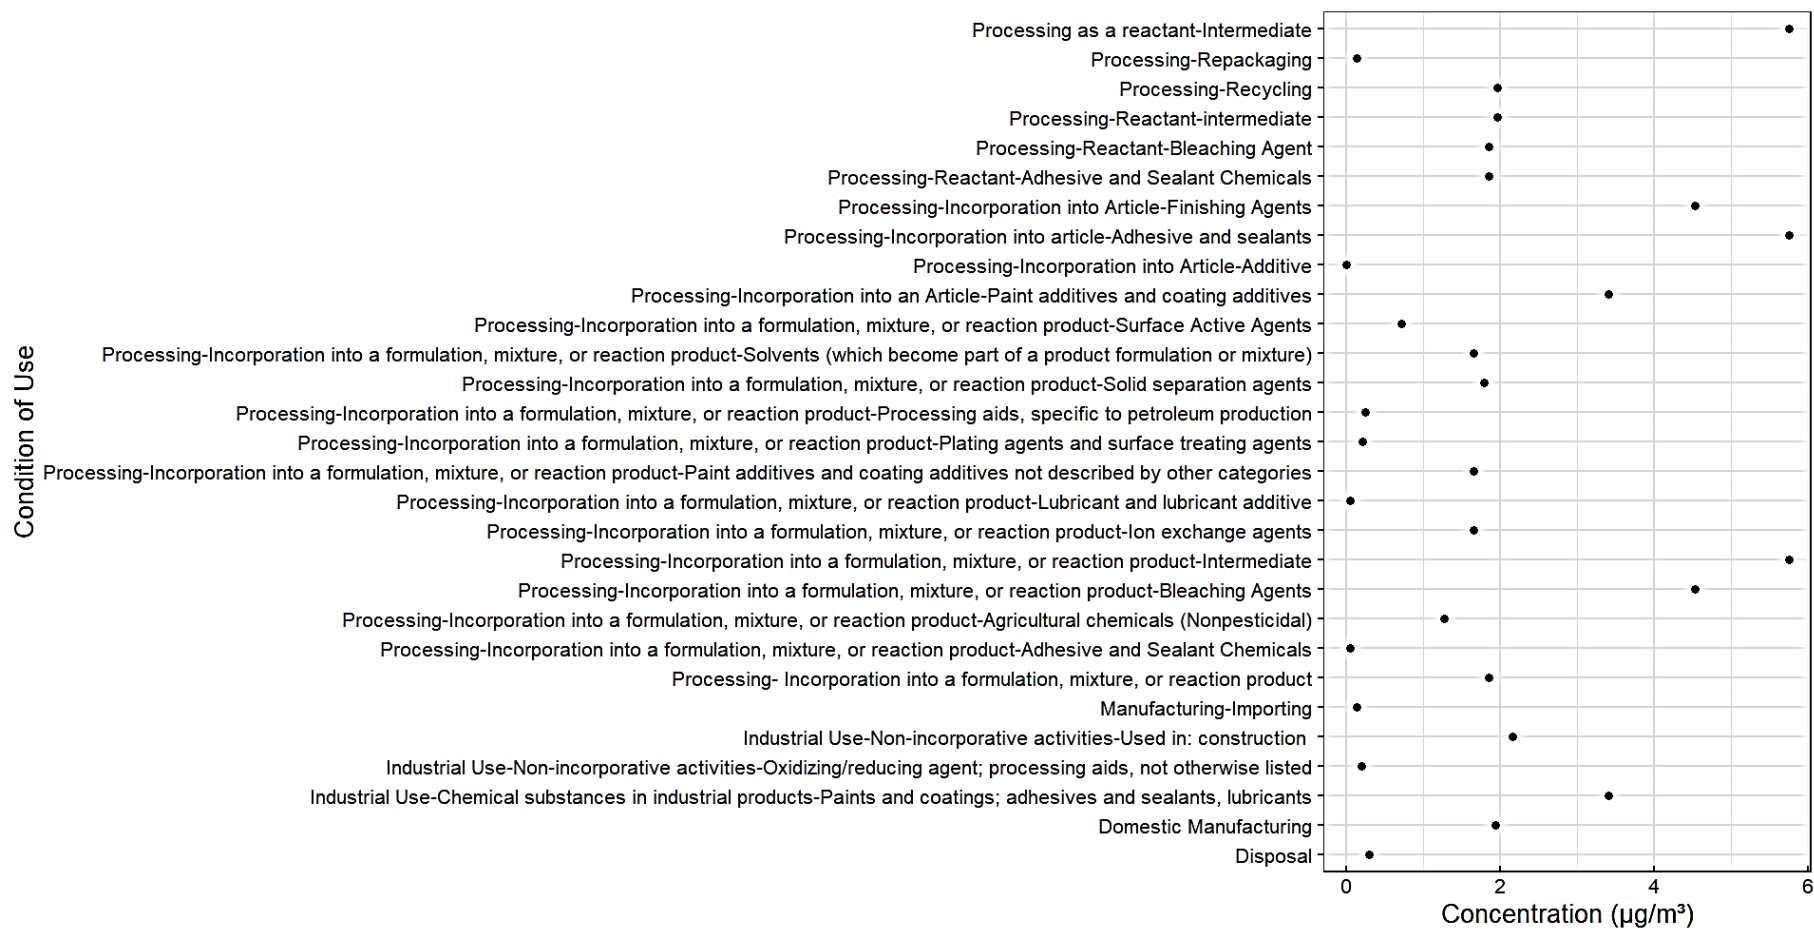 Processing as a reactant-Intermediate
Processing-Repackaging
Processing-Recycling
Processing-Reactant-intermediate
Processing-Reactant-Bleaching Agent
Processing-Reactant-Adhesive and Sealant Chemicals
Processing-Incorporation into Article-Finishing Agents
Processing-Incorporation into article-Adhesive and sealants
Processing-Incorporation into Article-Additive
Processing-Incorporation into an Article-Paint additives and coating additives
Processing-Incorporation into a formulation, mixture, or reaction product-Surface Active Agents
Processing-Incorporation into a formulation, mixture, or reaction product-Solvents (which become part of a product formulation or mixture)
Processing-Incorporation into a formulation, mixture, or reaction product-Solid separation agents
Processing-Incorporation into a formulation, mixture, or reaction product-Processing aids, specific to petroleum production
Processing-Incorporation into a formulation, mixture, or reaction product-Plating agents and surface treating agents
Processing-Incorporation into a formulation, mixture, or reaction product-Paint additives and coating additives not described by other categories
Processing-Incorporation into a formulation, mixture, or reaction product-Lubricant and lubricant additive
Processing-Incorporation into a formulation, mixture, or reaction product-Ion exchange agents
Processing-Incorporation into a formulation, mixture, or reaction product-Intermediate
Processing-Incorporation into a formulation, mixture, or reaction product-Bleaching Agents
Processing-Incorporation into a formulation, mixture, or reaction product-Agricultural chemicals (Nonpesticidal)
Processing-Incorporation into a formulation, mixture, or reaction product-Adhesive and Sealant Chemicals
Processing- Incorporation into a formulation, mixture, or reaction product
Manufacturing-Importing
Industrial Use-Non-incorporative activities-Used in: construction
Industrial Use-Non-incorporative activities-Oxidizing/reducing agent; processing aids, not otherwise listed
Industrial Use-Chemical substances in industrial products-Paints and coatings; adhesives and sealants, lubricants
Domestic Manufacturing
Disposal
Condition of Use
0 2 4 6
Concentration (µg/m³)